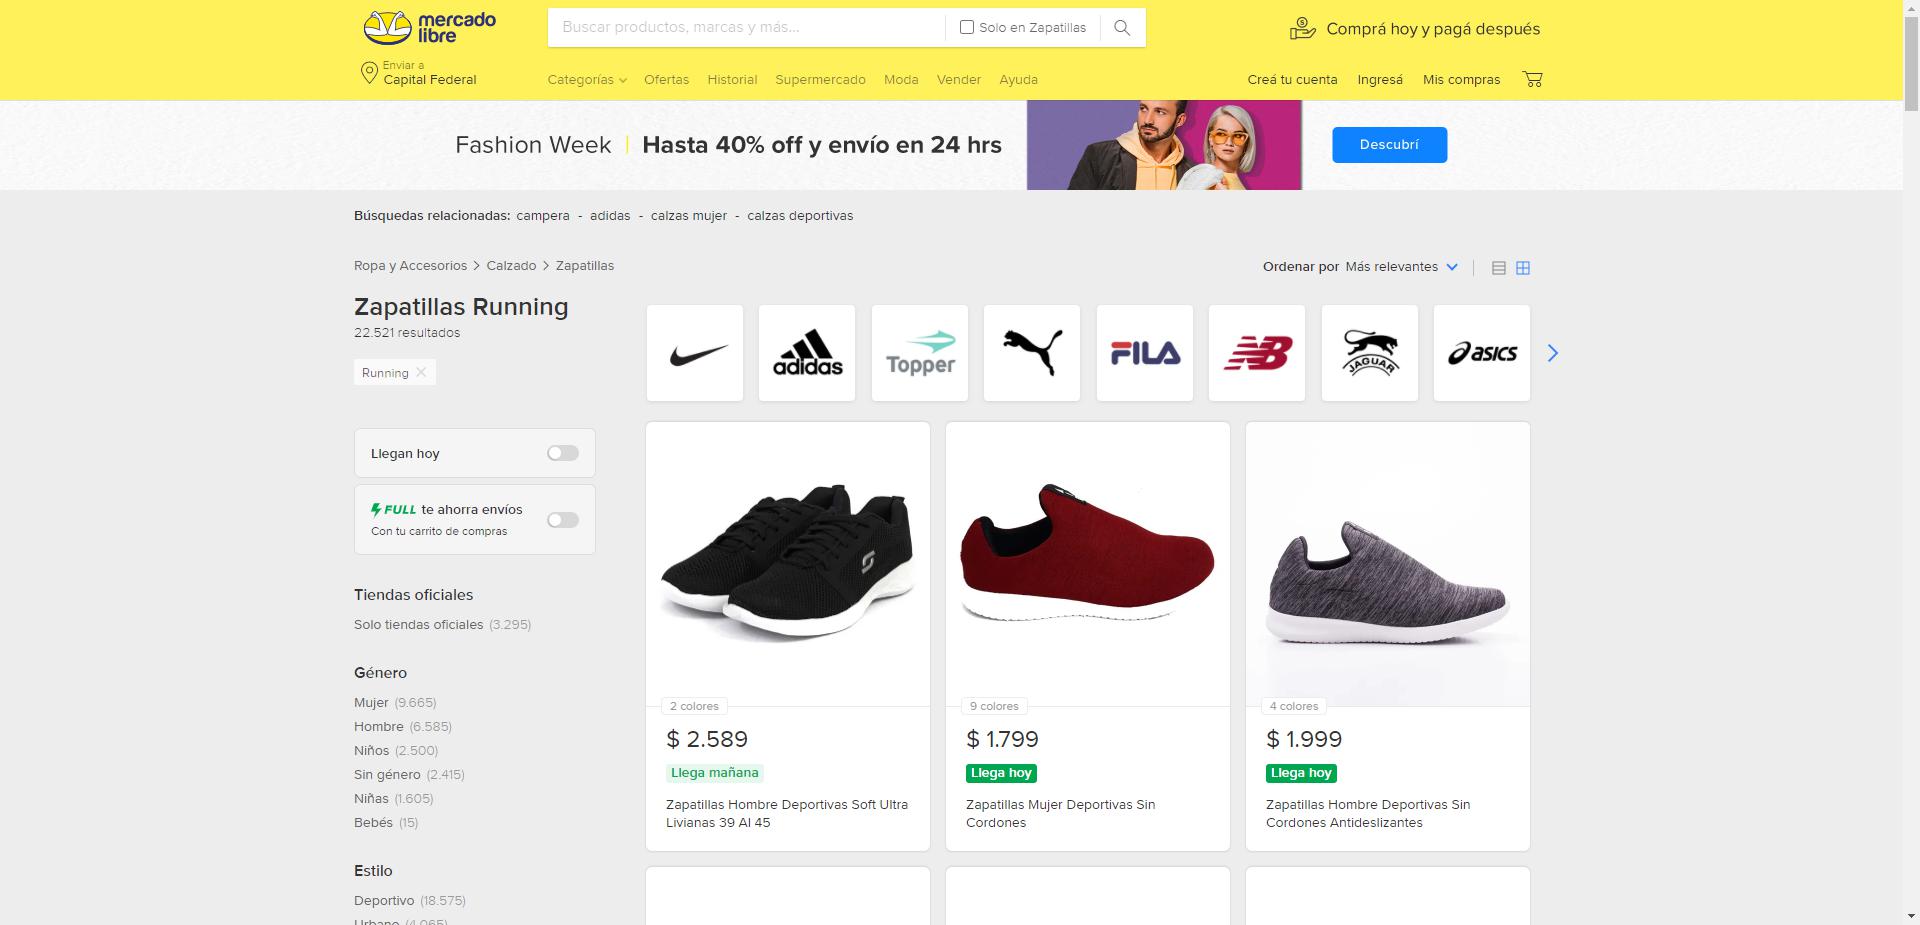 mercado
libre
Buscar productos, marcas y más...
Solo en Zapatillas
Comprá hoy y pagá después
Enviar a
Capital Federal
Categorías
Ofertas
Historial
Supermercado
Moda
Vender
Ayuda
Creá tu cuenta
Ingresá
Mis compras
Fashion Week | Hasta 40% off y envío en 24 hrs
Descubrí
Búsquedas relacionadas: campera - adidas - calzas mujer - calzas deportivas
Ropa y Accesorios > Calzado > Zapatillas
Ordenar por Más relevantes
Zapatillas Running
22.521 resultados
Running
adidas
Topper
FILA
NB
JAGUAR
asics
Llegan hoy
FULL te ahorra envíos
Con tu carrito de compras
Tiendas oficiales
Solo tiendas oficiales (3.295)
Género
Mujer (9.665)
Hombre (6.585)
Niños (2.500)
Sin género (2.415)
Niñas (1.605)
Bebés (15)
Estilo
Deportivo (18.575)
Urbano (4.065)
2 colores
$ 2.589
Llega mañana
Zapatillas Hombre Deportivas Soft Ultra
Livianas 39 Al 45
9 colores
$ 1.799
Llega hoy
Zapatillas Mujer Deportivas Sin
Cordones
4 colores
$ 1.999
Llega hoy
Zapatillas Hombre Deportivas Sin
Cordones Antideslizantes